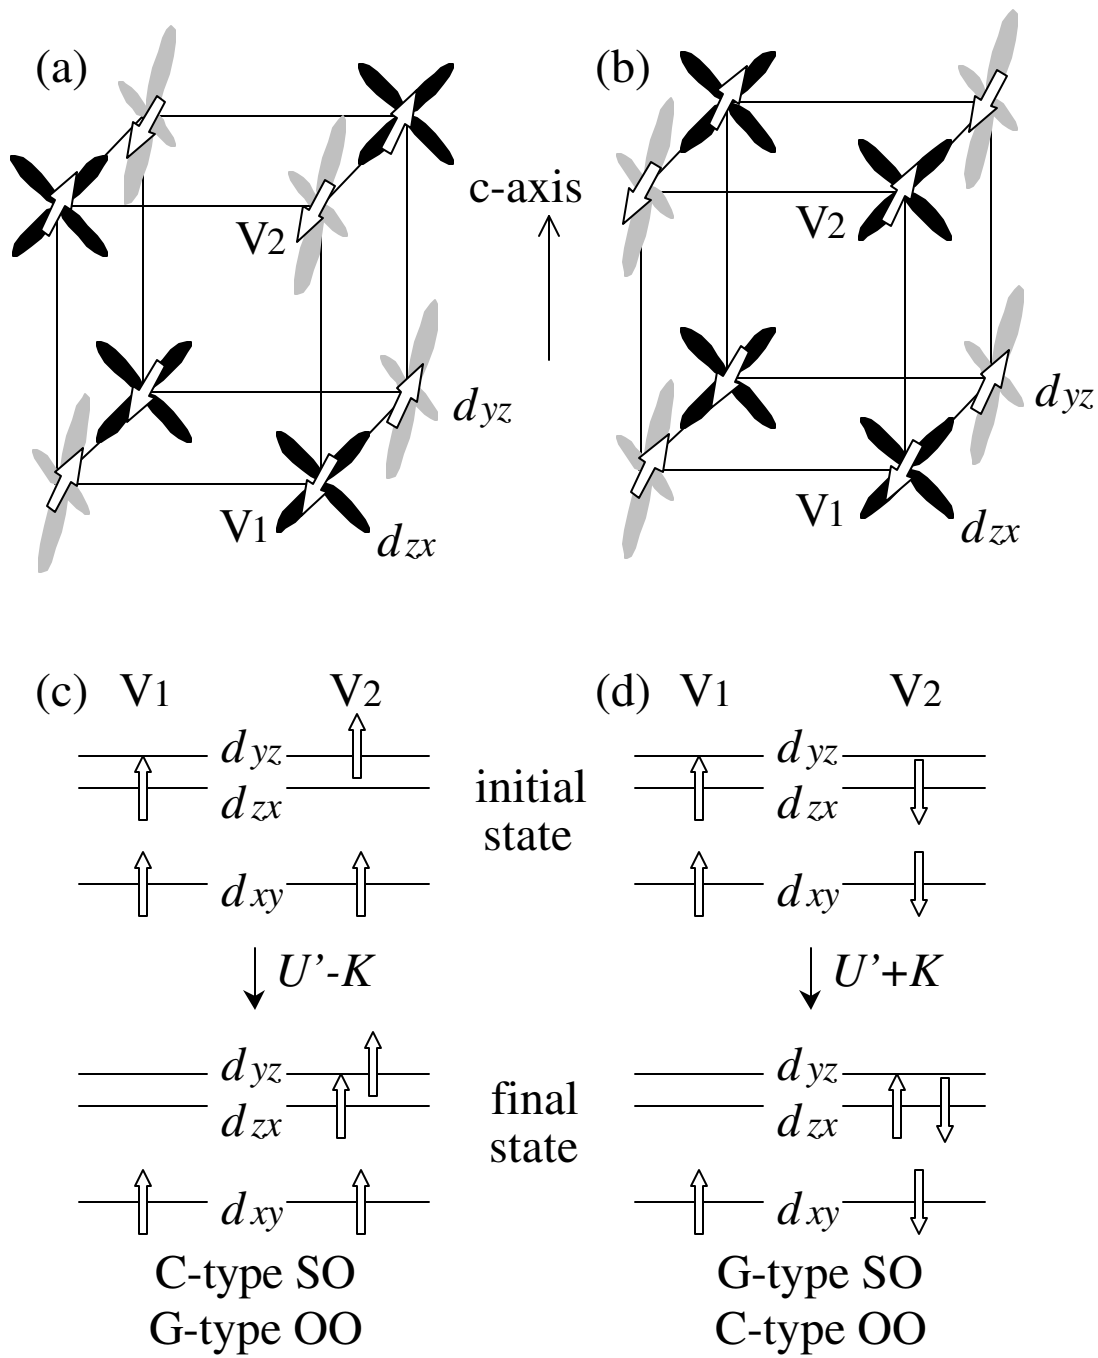 (a)
(b)
c-axis
V2
V2
dyz
dyz
V1
V1
dzx
dzx
(c) V1 V2
(d) V1 V2
dyz
dyz
initial
state
dzx
dzx
dxy
dxy
U’-K
U’+K
dyz
dyz
final
state
dzx
dzx
dxy
dxy
C-type SO
G-type SO
G-type OO
C-type OO